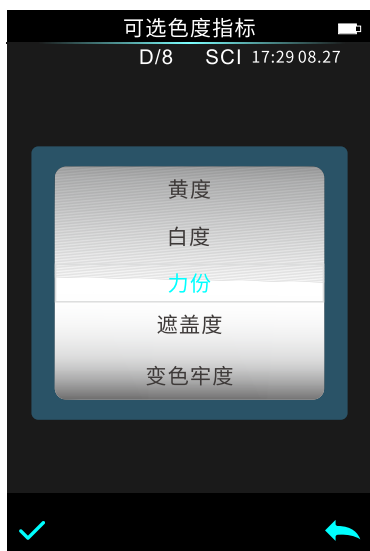 可选色度指标
D/8 SCI 17:29 08.27
黄度
白度
力份
遮盖度
变色牢度